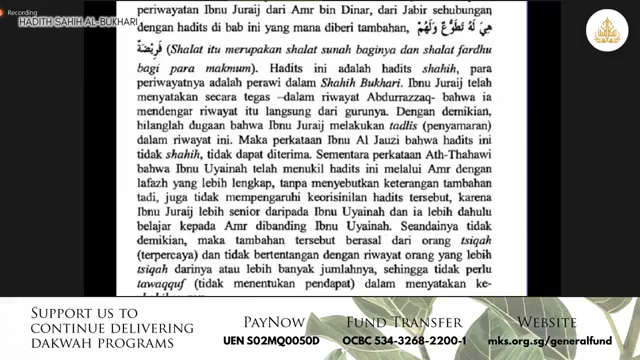 Recording
HADITH SAHIH AL-BUKHARI
periwayatan Ibnu Juraij dari Amr bin Dinar, dari Jabir sehubungan
dengan hadits di bab ini yang mana diberi tambahan, هِيَ لَهُ تَطَوُّعٌ وَلَهُمْ
فَرِيْضَةٌ (Shalat itu merupakan shalat sunah baginya dan shalat fardhu
bagi para makmum). Hadits ini adalah hadits shahih, para
periwayatnya adalah perawi dalam Shahih Bukhari. Ibnu Juraij telah
menyatakan secara tegas –dalam riwayat Abdurrazzaq- bahwa ia
mendengar riwayat itu langsung dari gurunya. Dengan demikian,
hilanglah dugaan bahwa Ibnu Juraij melakukan tadlis (penyamaran)
dalam riwayat ini. Maka perkataan Ibnu Al Jauzi bahwa hadits ini
tidak shahih, tidak dapat diterima. Sementara perkataan Ath-Thahawi
bahwa Ibnu Uyainah telah menukil hadits ini melalui Amr dengan
lafazh yang lebih lengkap, tanpa menyebutkan keterangan tambahan
tadi, juga tidak mempengaruhi keorisinilan hadits tersebut, karena
Ibnu Juraij lebih senior daripada Ibnu Uyainah dan ia lebih dahulu
belajar kepada Amr dibanding Ibnu Uyainah. Seandainya tidak
demikian, maka tambahan tersebut berasal dari orang tsiqah
(terpercaya) dan tidak bertentangan dengan riwayat orang yang lebih
tsiqah darinya atau lebih banyak jumlahnya, sehingga tidak perlu
tawaqquf (tidak menentukan pendapat) dalam menyatakan ke-
SUPPORT US TO
CONTINUE DELIVERING
DAKWAH PROGRAMS
PAYNOW
UEN S02MQ0050D
FUND TRANSFER
OCBC 534-3268-2200-1
WEBSITE
mks.org.sg/generalfund